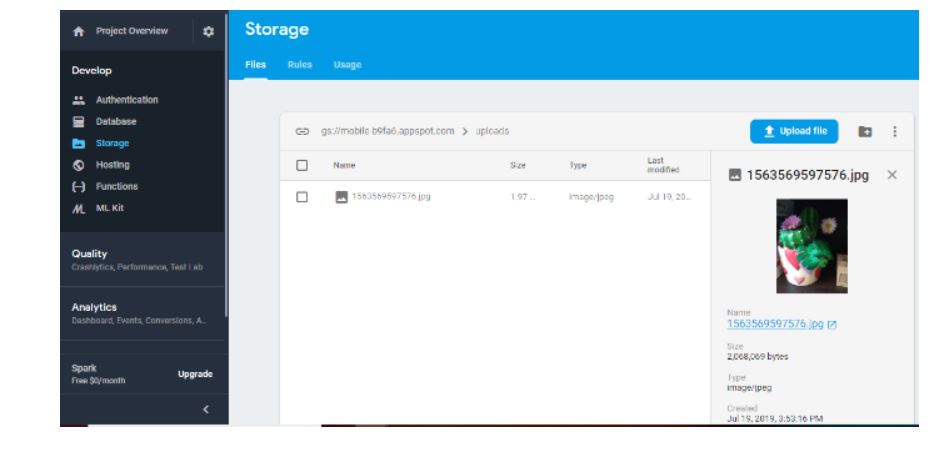 Project Overview
Develop
Authentication
Database
Storage
Hosting
Functions
ML Kit
Quality
Crashlytics, Performance, Test Lab
Analytics
Dashboard, Events, Conversions, A...
Spark
Free $0/month
Upgrade
Storage
Files Rules Usage
gs://mobile-b9fa6.appspot.com > uploads
Upload file
Name Size Type Last modified
1563569597576.jpg 1.97 ... image/jpeg Jul 19, 20...
1563569597576.jpg
Name
1563569597576.jpg
Size
2,068,069 bytes
Type
image/jpeg
Created
Jul 19, 2019, 3:53:16 PM